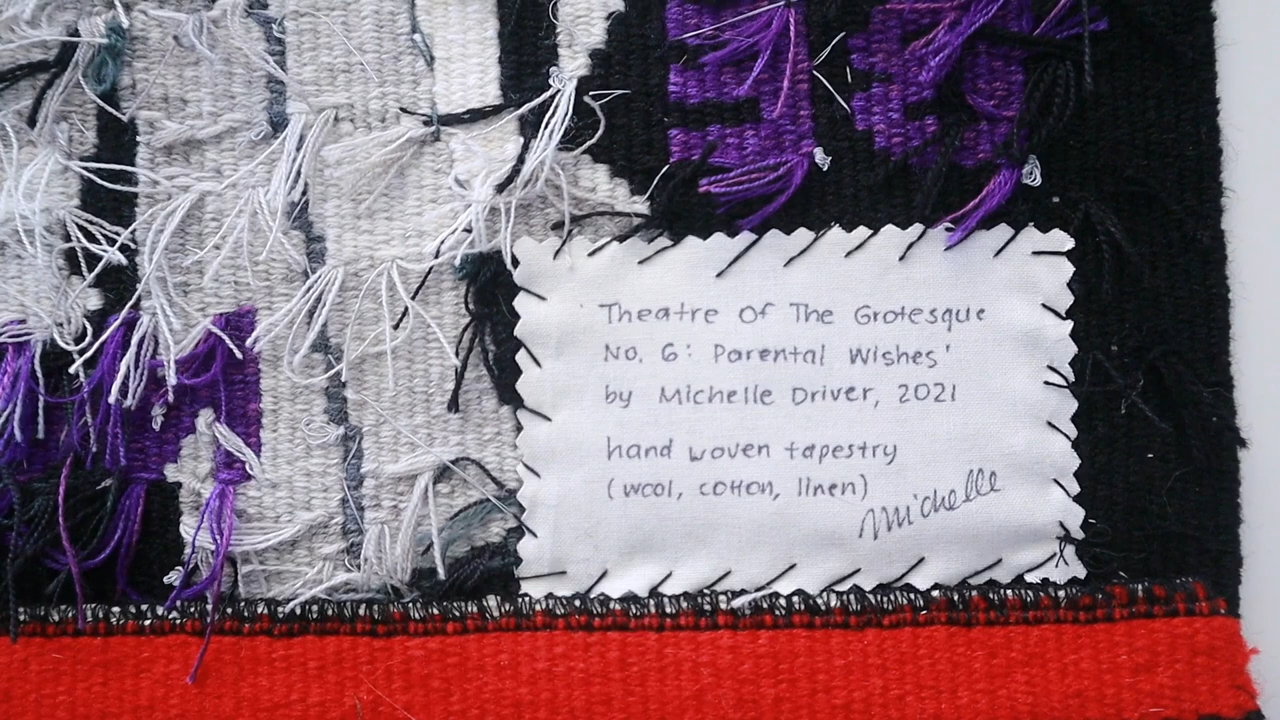 Theatre Of The Grotesque
No. 6: Parental Wishes'
by Michelle Driver, 2021
hand woven tapestry
(wool, cotton, linen)
Michelle